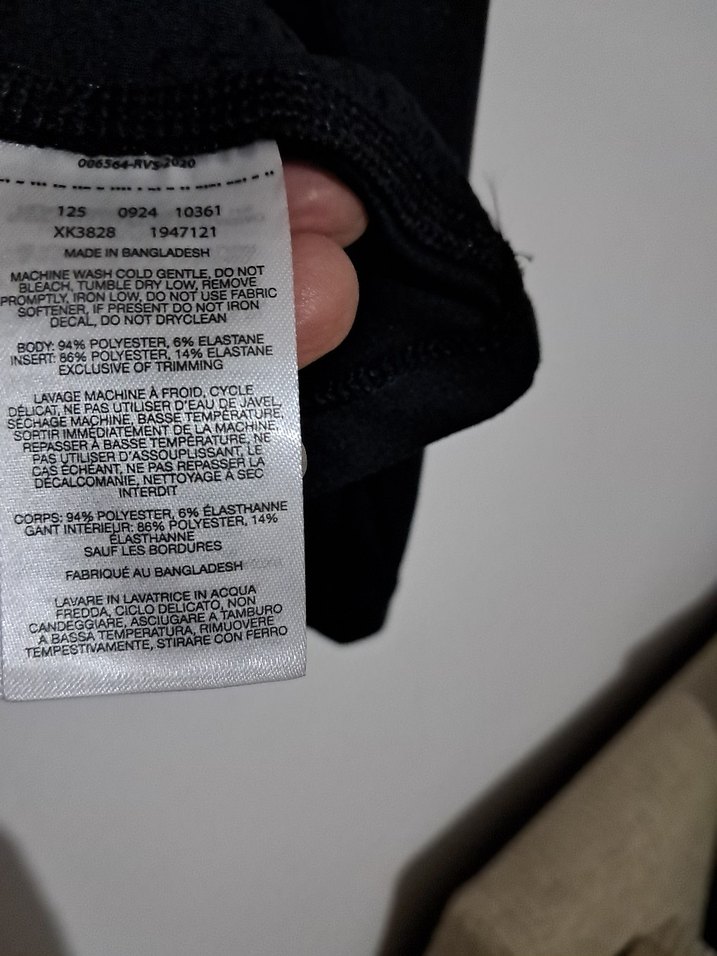 006564-RVS-2020
125 0924 10361
XK3828 1947121
MADE IN BANGLADESH
MACHINE WASH COLD GENTLE, DO NOT
BLEACH, TUMBLE DRY LOW, REMOVE
PROMPTLY, IRON LOW, DO NOT USE FABRIC
SOFTENER, IF PRESENT DO NOT IRON
DECAL, DO NOT DRYCLEAN
BODY: 94% POLYESTER, 6% ELASTANE
INSERT: 86% POLYESTER, 14% ELASTANE
EXCLUSIVE OF TRIMMING
LAVAGE MACHINE À FROID, CYCLE
DÉLICAT, NE PAS UTILISER D'EAU DE JAVEL,
SÉCHAGE MACHINE, BASSE TEMPÉRATURE,
SORTIR IMMÉDIATEMENT DE LA MACHINE,
REPASSER À BASSE TEMPÉRATURE, NE
PAS UTILISER D'ASSOUPLISSANT, LE
CAS ÉCHÉANT, NE PAS REPASSER LA
DÉCALCOMANIE, NETTOYAGE À SEC
INTERDIT
CORPS: 94% POLYESTER, 6% ÉLASTHANNE
GANT INTÉRIEUR: 86% POLYESTER, 14%
ÉLASTHANNE
SAUF LES BORDURES
FABRIQUÉ AU BANGLADESH
LAVARE IN LAVATRICE IN ACQUA
FREDDA, CICLO DELICATO, NON
CANDEGGIARE, ASCIUGARE A TAMBURO
A BASSA TEMPERATURA, RIMUOVERE
TEMPESTIVAMENTE, STIRARE CON FERRO